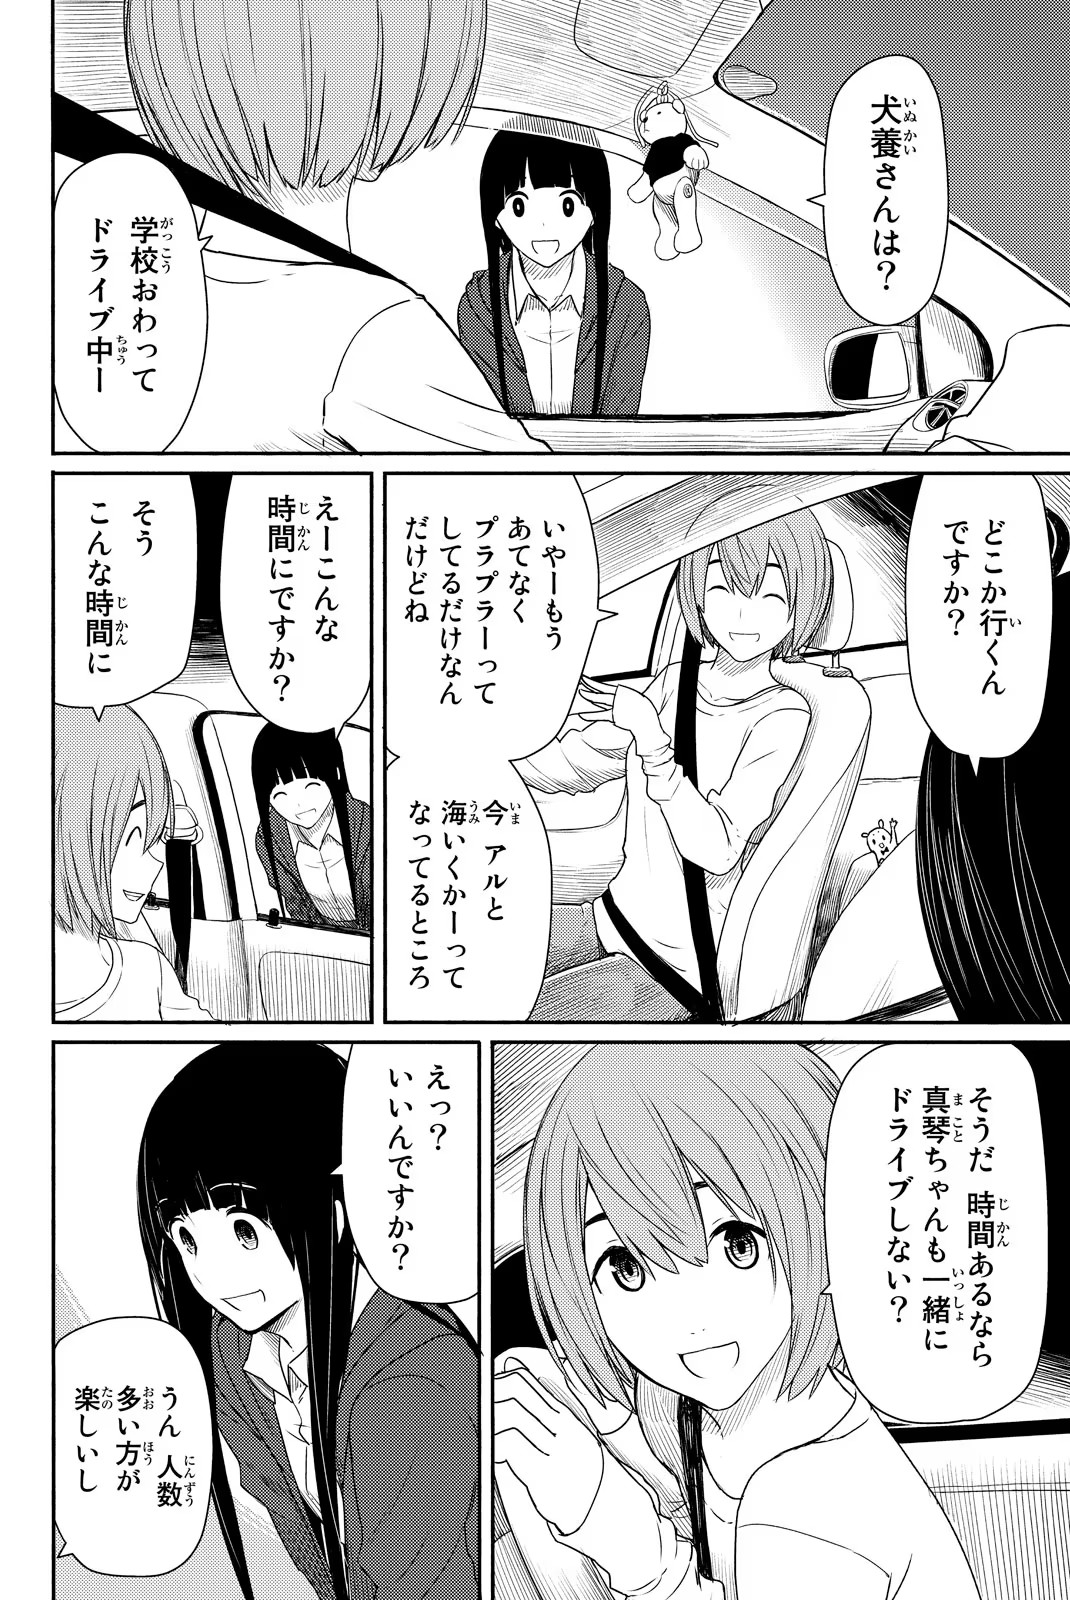 犬養さんは?
学校おわって
ドライブ中ー
どこか行くん
ですか?
いやーもう
あてなく
プラプラーって
してるだけなん
だけどね
今 アルと
海いくかーって
なってるところ
えーこんな
時間にですか?
そう
こんな時間に
そうだ 時間あるなら
真琴ちゃんも一緒に
ドライブしない?
えっ?
いいんですか?
うん 人数
多い方が
楽しいし